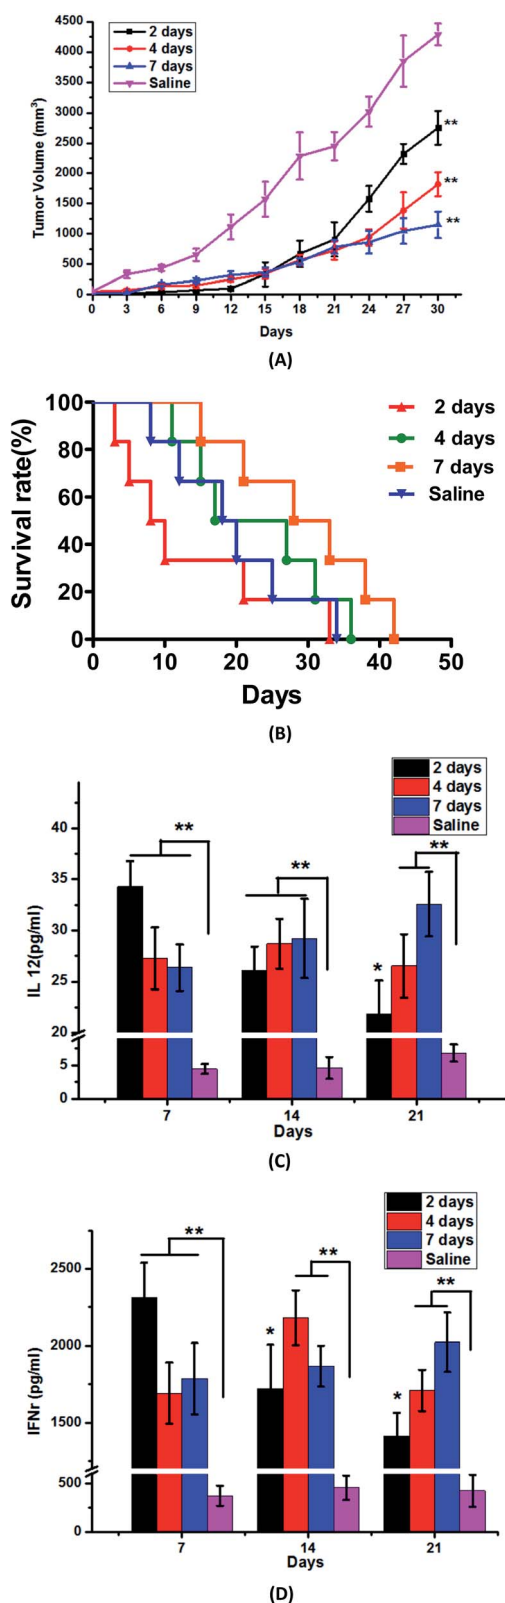 2 days
4 days
7 days
Saline
Tumor Volume (mm³)
4500
4000
3500
3000
2500
2000
1500
1000
500
0
**
**
**
0 3 6 9 12 15 18 21 24 27 30
Days
(A)
Survival rate(%)
100
80
60
40
20
0
2 days
4 days
7 days
Saline
0 10 20 30 40 50
Days
(B)
2 days
4 days
7 days
Saline
IL 12(pg/ml)
40
35
30
25
20
5
0
**
**
**
*
7 14 21
Days
(C)
2 days
4 days
7 days
Saline
IFNr (pg/ml)
2500
2000
1500
500
0
**
**
**
*
*
7 14 21
Days
(D)